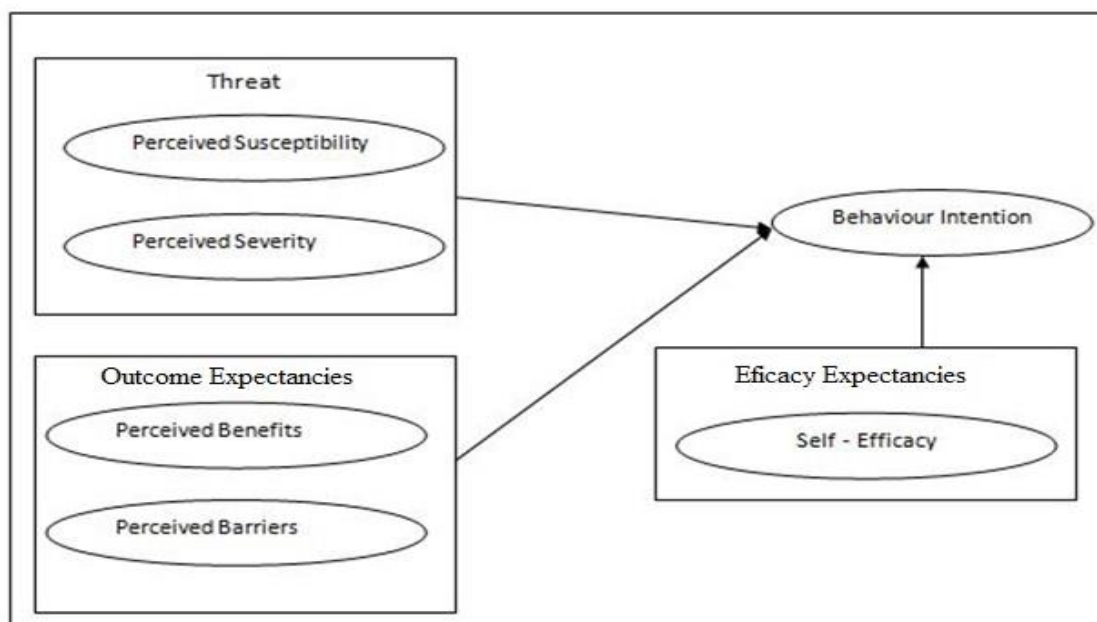 Threat
Perceived Susceptibility
Perceived Severity
Behaviour Intention
Outcome Expectancies
Perceived Benefits
Perceived Barriers
Eficacy Expectancies
Self - Efficacy